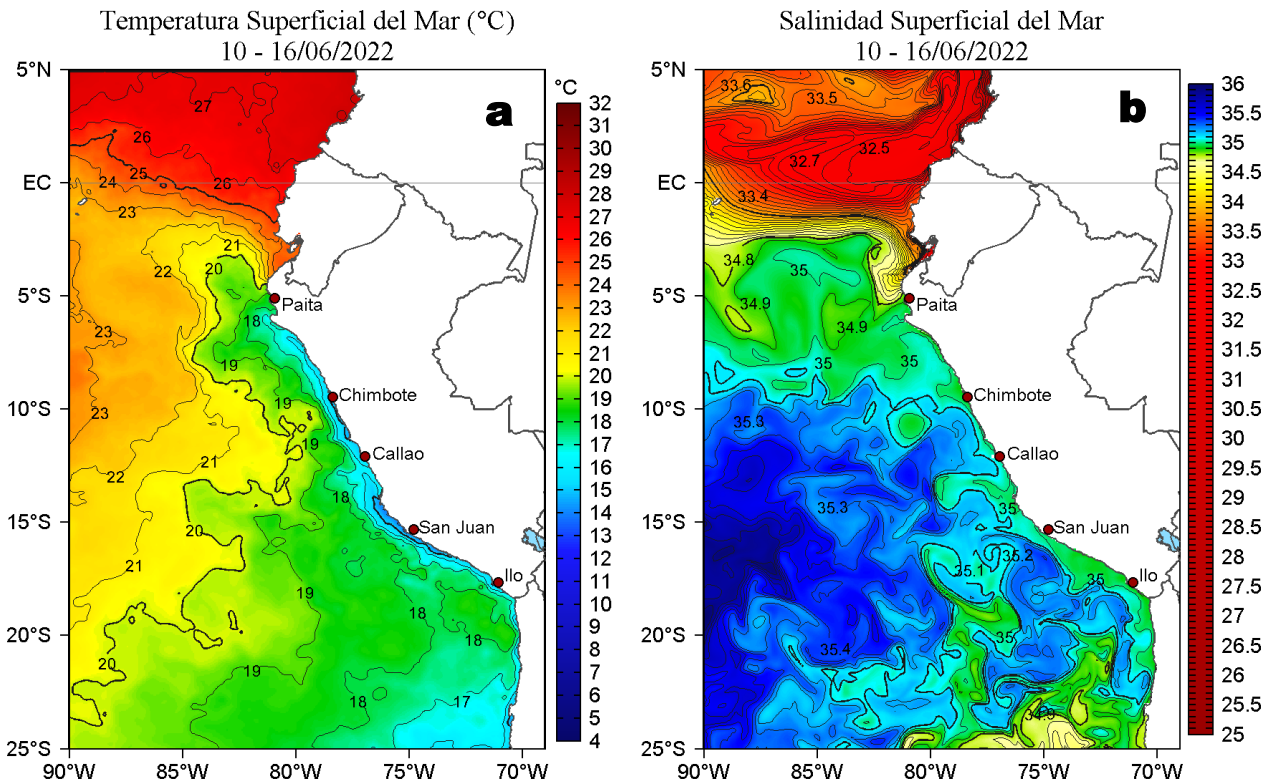 Temperatura Superficial del Mar (°C)
10 - 16/06/2022
Salinidad Superficial del Mar
10 - 16/06/2022
5°N
EC
5°S
10°S
15°S
20°S
25°S
90°W
85°W
80°W
75°W
70°W
a
27
26
25
26
24
23
21
20
22
18
23
19
19
23
19
21
22
18
20
21
19
18
18
20
19
18
17
Paita
Chimbote
Callao
San Juan
Ilo
°C
32
31
30
29
28
27
26
25
24
23
22
21
20
19
18
17
16
15
14
13
12
11
10
9
8
7
6
5
4
5°N
EC
5°S
10°S
15°S
20°S
25°S
90°W
85°W
80°W
75°W
70°W
b
33.6
33.5
32.5
32.7
33.4
34.8
35
34.9
34.9
35
35
35.3
35.3
35
35.2
35.1
35
35
35.4
34.9
Paita
Chimbote
Callao
San Juan
Ilo
36
35.5
35
34.5
34
33.5
33
32.5
32
31.5
31
30.5
30
29.5
29
28.5
28
27.5
27
26.5
26
25.5
25